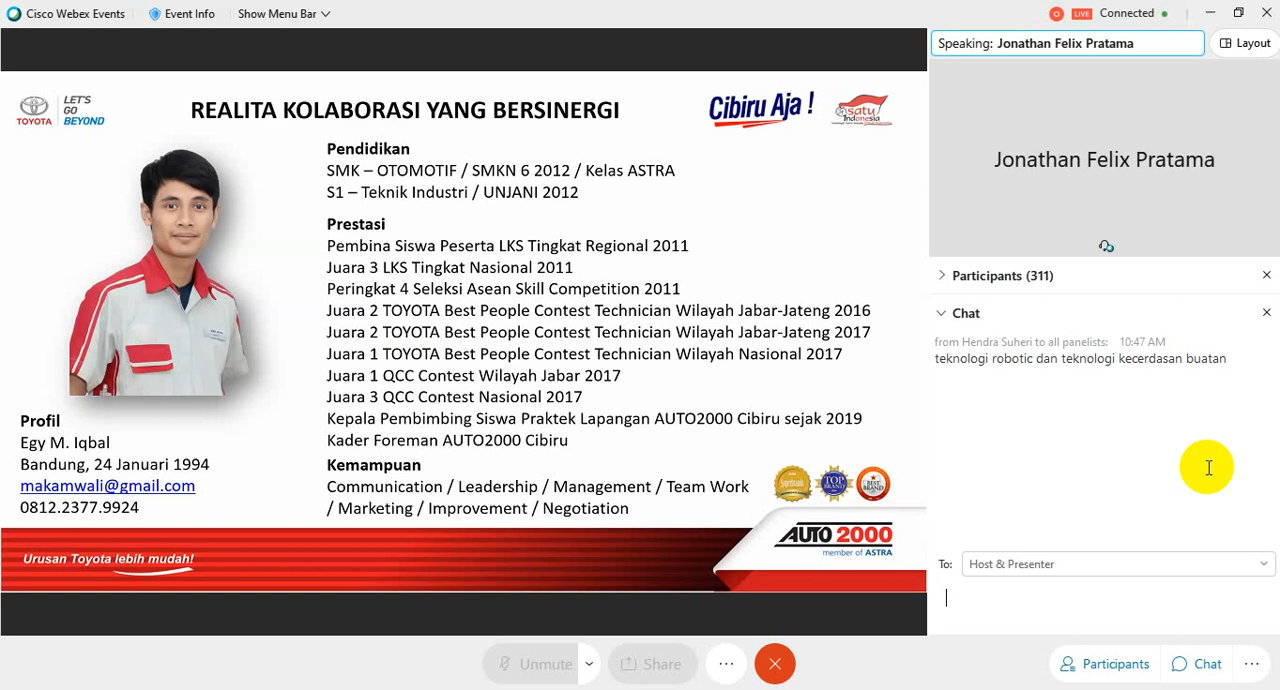 Cisco Webex Events
Event Info
Show Menu Bar
LIVE
Connected
Speaking: Jonathan Felix Pratama
Layout
TOYOTA
LET'S
GO
BEYOND
REALITA KOLABORASI YANG BERSINERGI
Cibiru Aja !
satu
Indonesia
Jonathan Felix Pratama
Pendidikan
SMK – OTOMOTIF / SMKN 6 2012 / Kelas ASTRA
S1 – Teknik Industri / UNJANI 2012
Prestasi
Pembina Siswa Peserta LKS Tingkat Regional 2011
Juara 3 LKS Tingkat Nasional 2011
Peringkat 4 Seleksi Asean Skill Competition 2011
Juara 2 TOYOTA Best People Contest Technician Wilayah Jabar-Jateng 2016
Juara 2 TOYOTA Best People Contest Technician Wilayah Jabar-Jateng 2017
Juara 1 TOYOTA Best People Contest Technician Wilayah Nasional 2017
Juara 1 QCC Contest Wilayah Jabar 2017
Juara 3 QCC Contest Nasional 2017
Kepala Pembimbing Siswa Praktek Lapangan AUTO2000 Cibiru sejak 2019
Kader Foreman AUTO2000 Cibiru
Kemampuan
Communication / Leadership / Management / Team Work
/ Marketing / Improvement / Negotiation
Profil
Egy M. Iqbal
Bandung, 24 Januari 1994
makamwali@gmail.com
0812.2377.9924
Superbrands
TOP
BRAND
BEST
BRAND
Urusan Toyota lebih mudah!
AUTO 2000
member of ASTRA
Participants (311)
Chat
from Hendra Suheri to all panelists: 10:47 AM
teknologi robotic dan teknologi kecerdasan buatan
To:
Host & Presenter
Unmute
Share
Participants
Chat